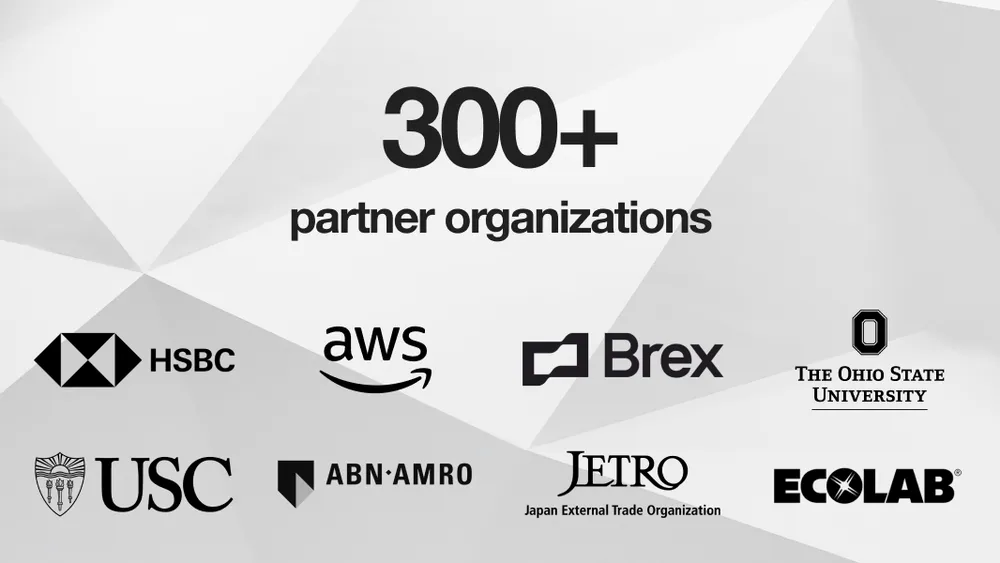 300+
partner organizations
HSBC
aws
Brex
O
THE OHIO STATE
UNIVERSITY
USC
ABN·AMRO
JETRO
Japan External Trade Organization
ECOLAB®